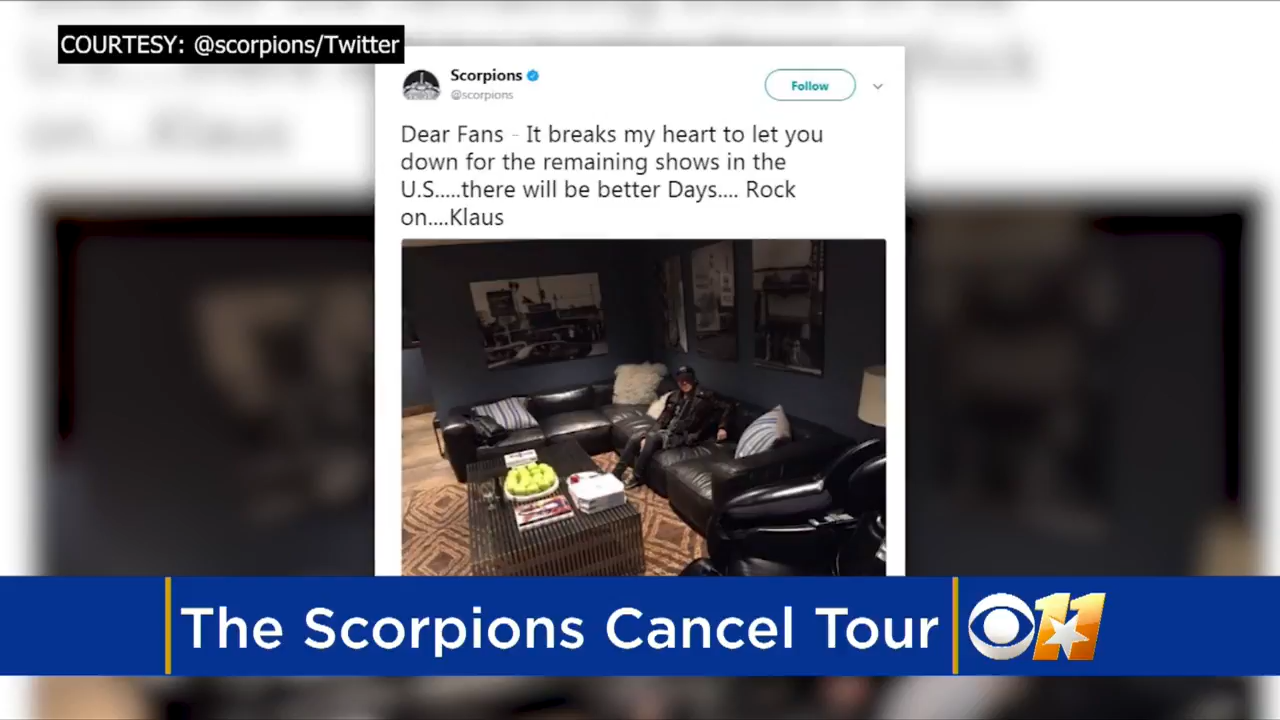 COURTESY: @scorpions/Twitter
Scorpions
@scorpions
Follow
Dear Fans - It breaks my heart to let you
down for the remaining shows in the
U.S.....there will be better Days.... Rock
on....Klaus
The Scorpions Cancel Tour
11